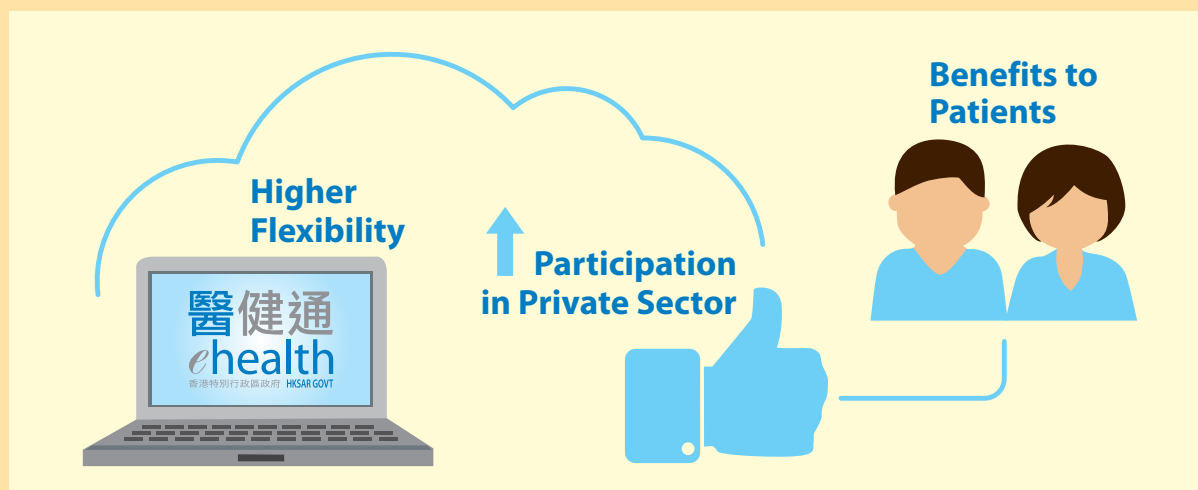 Benefits to
Patients
Higher
Flexibility
Participation
in Private Sector
醫健通
ehealth
香港特別行政區政府 HKSAR GOVT